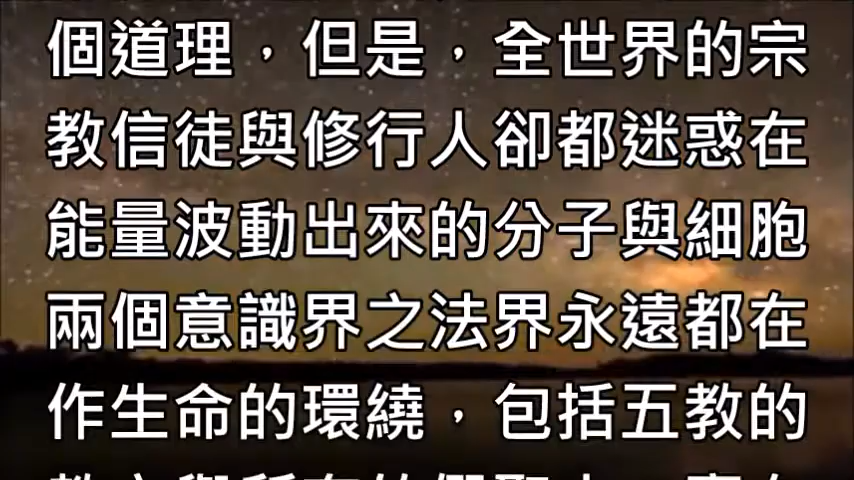 個道理，但是，全世界的宗
教信徒與修行人卻都迷惑在
能量波動出來的分子與細胞
兩個意識界之法界永遠都在
作生命的環繞，包括五教的